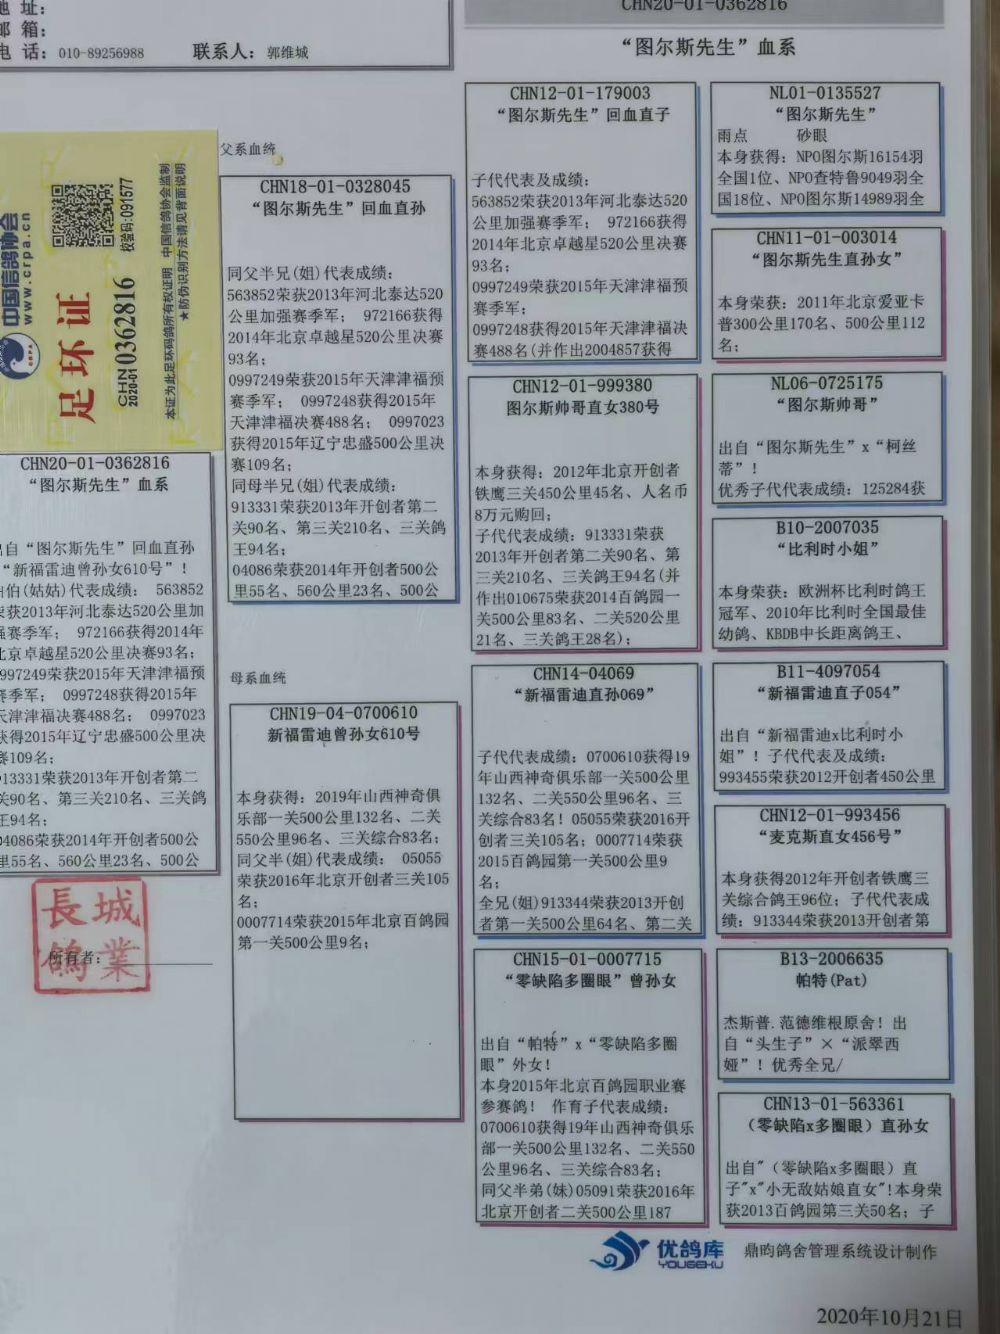 址：
邮 箱：
电 话：010-89256988 联系人：郭维城
CHN20-01-0362816
“图尔斯先生”血系
中国信鸽协会
www.crpa.cn
足环证
CHN 0362816
2020-01
校验码:091577
本证为此足环码鸽所有权证明 中国信鸽协会监制
★防伪识别方法请见背面说明
CHN20-01-0362816
“图尔斯先生”血系
出自“图尔斯先生”回血直孙
“新福雷迪曾孙女610号”！
伯(姑姑)代表成绩： 563852
荣获2013年河北泰达520公里加
强赛季军； 972166获得2014年
北京卓越星520公里决赛93名；
0997249荣获2015年天津津福预
赛季军； 0997248获得2015年
天津津福决赛488名； 0997023
获得2015年辽宁忠盛500公里决
赛109名；
913331荣获2013年开创者第二
关90名、第三关210名、三关鸽
王94名；
04086荣获2014年开创者500公
里55名、560公里23名、500公
長城
鸽業
所有者：
父系血统
CHN18-01-0328045
“图尔斯先生”回血直孙
同父半兄(姐)代表成绩：
563852荣获2013年河北泰达520
公里加强赛季军； 972166获得
2014年北京卓越星520公里决赛
93名；
0997249荣获2015年天津津福预
赛季军； 0997248获得2015年
天津津福决赛488名； 0997023
获得2015年辽宁忠盛500公里决
赛109名；
同母半兄(姐)代表成绩：
913331荣获2013年开创者第二
关90名、第三关210名、三关鸽
王94名；
04086荣获2014年开创者500公
里55名、560公里23名、500公
母系血统
CHN19-04-0700610
新福雷迪曾孙女610号
本身获得：2019年山西神奇俱
乐部一关500公里132名、二关
550公里96名、三关综合83名；
同父半(姐)代表成绩： 05055
荣获2016年北京开创者三关105
名；
0007714荣获2015年北京百鸽园
第一关500公里9名；
CHN12-01-179003
“图尔斯先生”回血直子
子代代表及成绩：
563852荣获2013年河北泰达520
公里加强赛季军； 972166获得
2014年北京卓越星520公里决赛
93名；
0997249荣获2015年天津津福预
赛季军；
0997248获得2015年天津津福决
赛488名(并作出2004857获得
CHN12-01-999380
图尔斯帅哥直女380号
本身获得：2012年北京开创者
铁鹰三关450公里45名、人名币
8万元购回；
子代代表成绩：913331荣获
2013年开创者第二关90名、第
三关210名、三关鸽王94名(并
作出010675荣获2014百鸽园一
关500公里83名、二关520公里
21名、三关鸽王28名)；
CHN14-04069
“新福雷迪直孙069”
子代代表成绩：0700610获得19
年山西神奇俱乐部一关500公里
132名、二关550公里96名、三
关综合83名！05055荣获2016开
创者三关105名；0007714荣获
2015百鸽园第一关500公里9
名；
全兄(姐)913344荣获2013开创
者第一关500公里64名、第二关
CHN15-01-0007715
“零缺陷多圈眼”曾孙女
出自“帕特”x“零缺陷多圈
眼”外女！
本身2015年北京百鸽园职业赛
参赛鸽！ 作育子代表成绩：
0700610获得19年山西神奇俱乐
部一关500公里132名、二关550
公里96名、三关综合83名；
同父半弟(妹)05091荣获2016年
北京开创者二关500公里187
NL01-0135527
“图尔斯先生”
雨点 砂眼
本身获得：NPO图尔斯16154羽
全国1位、NPO查特鲁9049羽全
国18位、NPO图尔斯14989羽全
CHN11-01-003014
“图尔斯先生直孙女”
本身荣获：2011年北京爱亚卡
普300公里170名、500公里112
名；
NL06-0725175
“图尔斯帅哥”
出自“图尔斯先生”x“柯丝
蒂”！
优秀子代代表成绩：125284获
B10-2007035
“比利时小姐”
本身荣获：欧洲杯比利时鸽王
冠军、2010年比利时全国最佳
幼鸽、KBDB中长距离鸽王、
B11-4097054
“新福雷迪直子054”
出自“新福雷迪x比利时小
姐”！子代代表及成绩：
993455荣获2012开创者450公里
CHN12-01-993456
“麦克斯直女456号”
本身获得2012年开创者铁鹰三
关综合鸽王96位；子代代表成
绩：913344荣获2013开创者第
B13-2006635
帕特(Pat)
杰斯普.范德维根原舍！出
自“头生子”×“派翠西
娅”！优秀全兄/
CHN13-01-563361
（零缺陷x多圈眼）直孙女
出自"（零缺陷x多圈眼）直
子"x"小无敌姑娘直女"!本身荣
获2013百鸽园第三关50名；子
优鸽库
YOUGEKU
鼎昀鸽舍管理系统设计制作
2020年10月21日